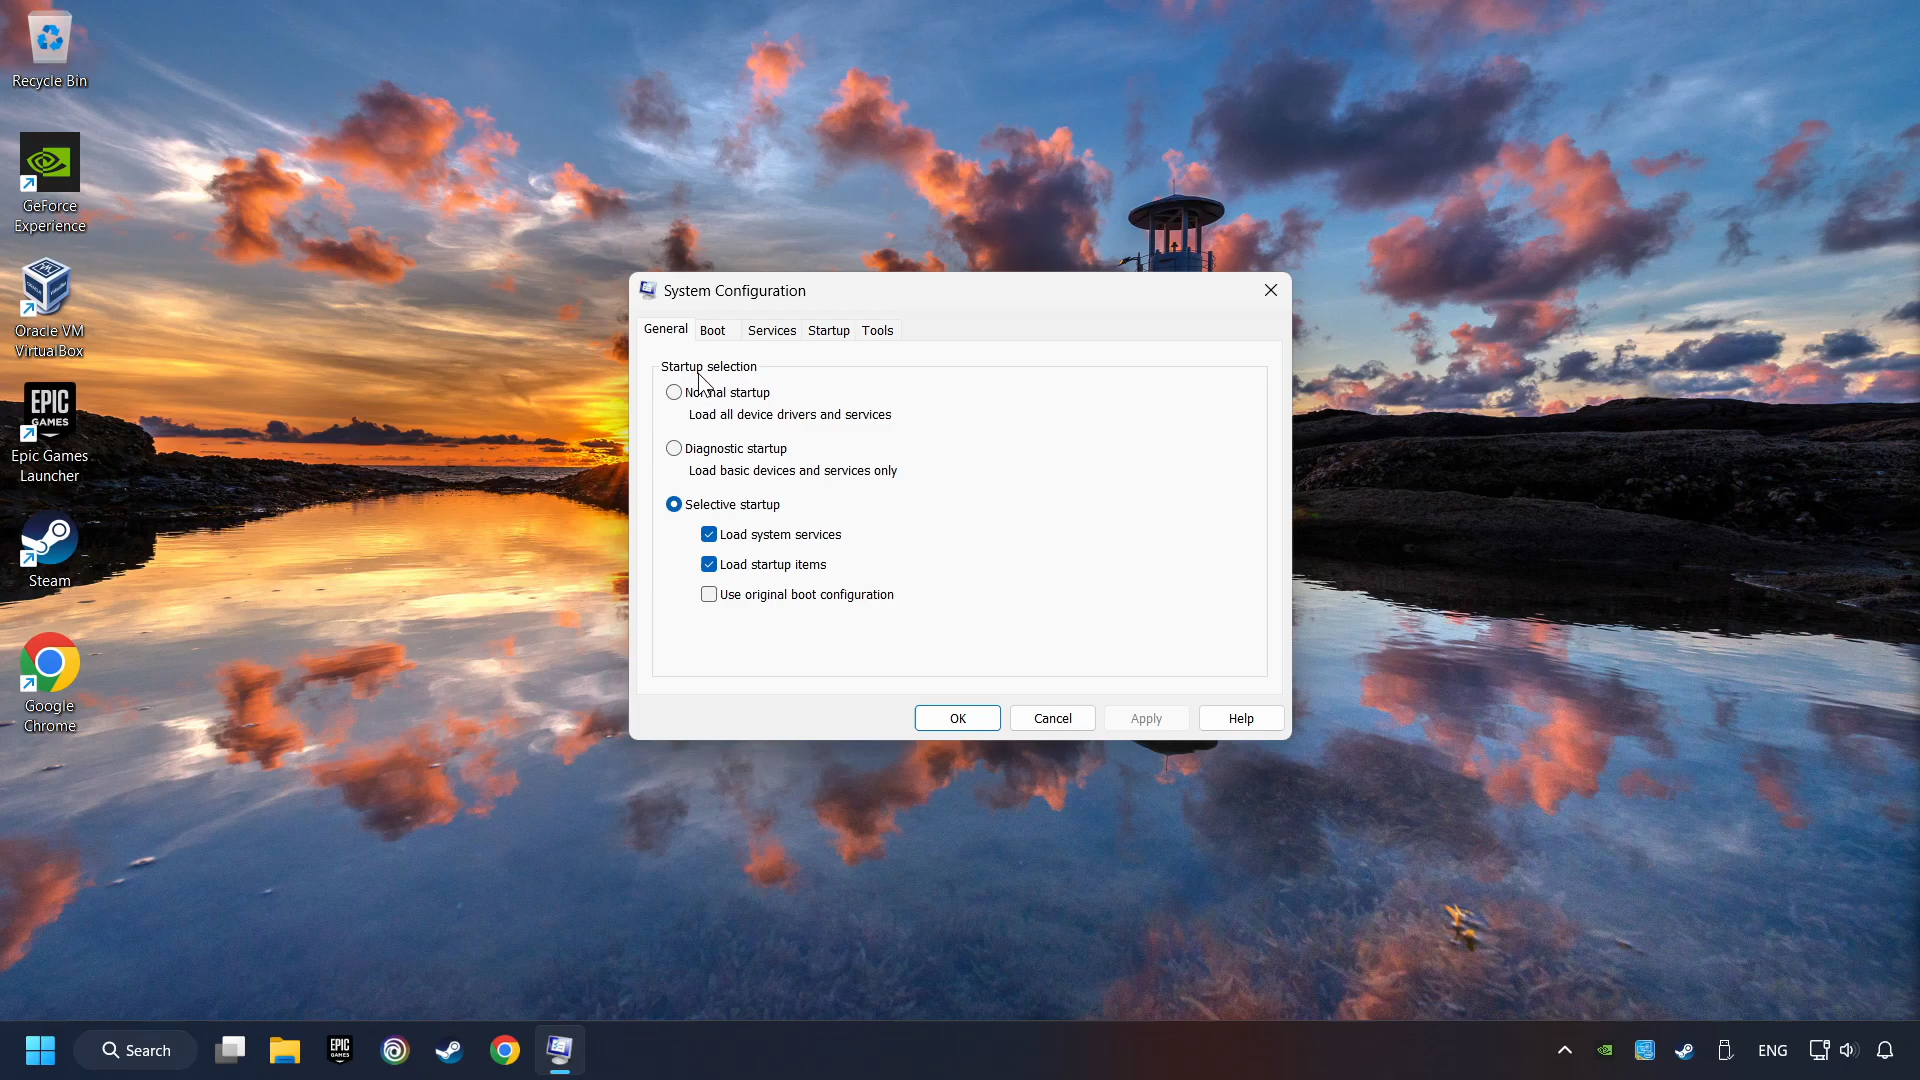 Recycle Bin
GeForce
Experience
Oracle VM
VirtualBox
EPIC
GAMES
Epic Games
Launcher
Steam
Google
Chrome
System Configuration
General Boot Services Startup Tools
Startup selection
Normal startup
Load all device drivers and services
Diagnostic startup
Load basic devices and services only
Selective startup
Load system services
Load startup items
Use original boot configuration
OK Cancel Apply Help
Search
EPIC
GAMES
ENG